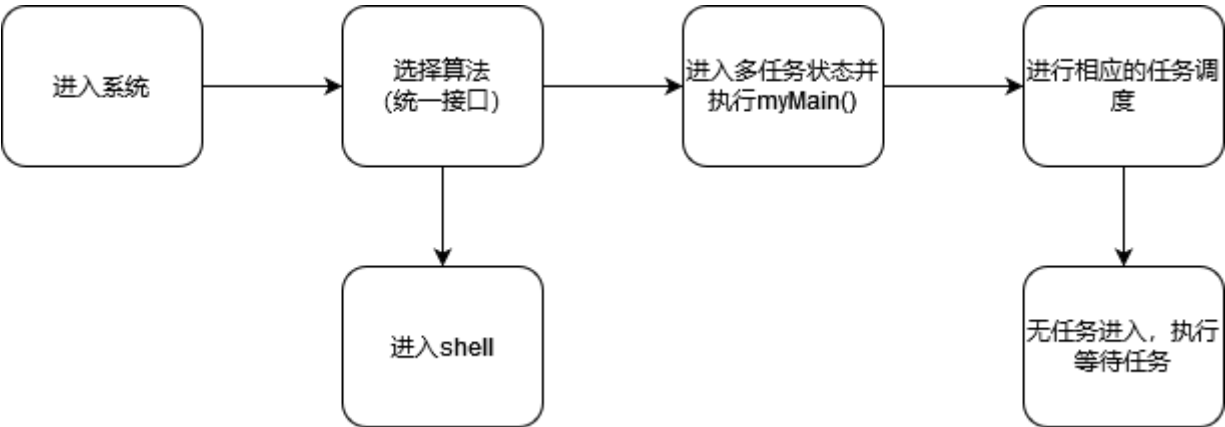 进入系统
选择算法
(统一接口)
进入多任务状态并
执行myMain()
进行相应的任务调
度
进入shell
无任务进入，执行
等待任务